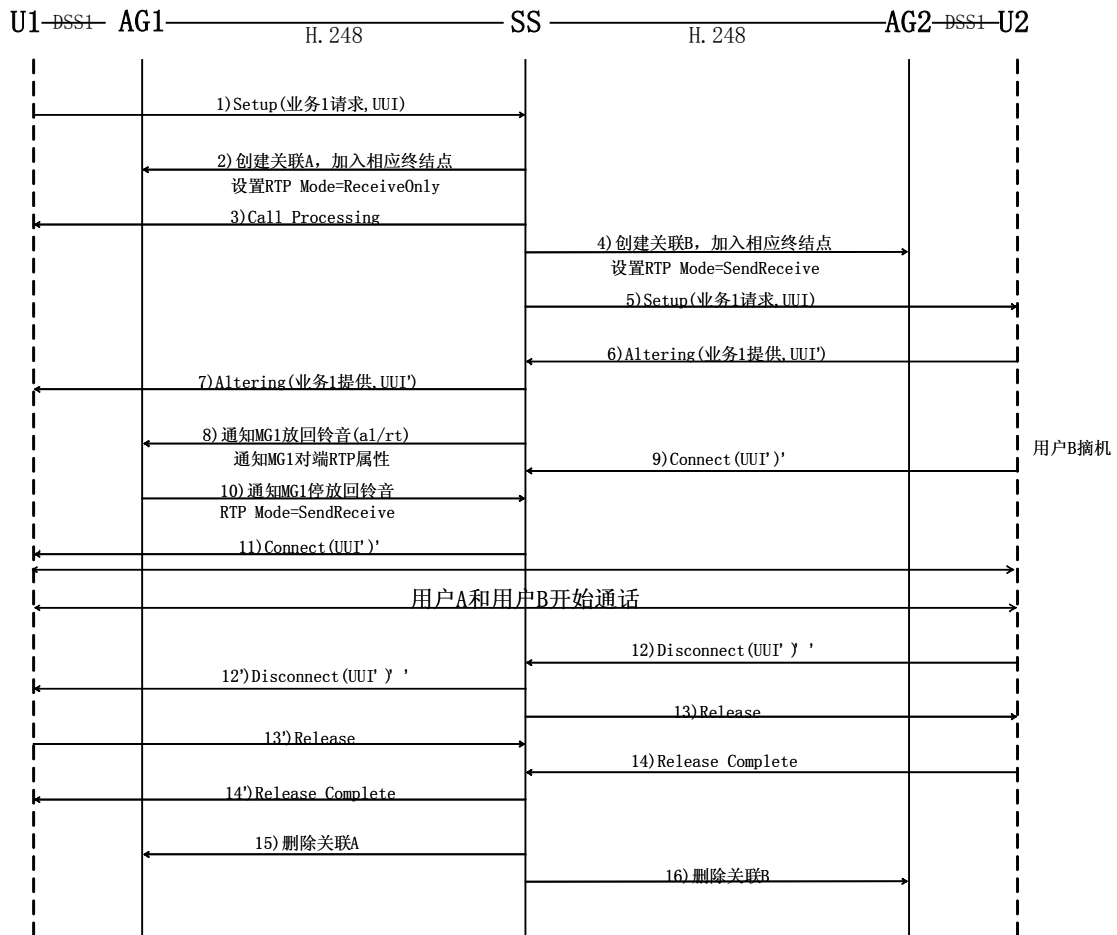 U1 DSS1 AG1 H.248 SS H.248 AG2 DSS1 U2
1)Setup(业务1请求,UUI)
2)创建关联A，加入相应终结点
设置RTP Mode=ReceiveOnly
3)Call Processing
4)创建关联B，加入相应终结点
设置RTP Mode=SendReceive
5)Setup(业务1请求,UUI)
6)Altering(业务1提供,UUI')
7)Altering(业务1提供,UUI')
8)通知MG1放回铃音(al/rt)
通知MG1对端RTP属性
用户B摘机
9)Connect(UUI')'
10)通知MG1停放回铃音
RTP Mode=SendReceive
11)Connect(UUI')'
用户A和用户B开始通话
12)Disconnect(UUI')' '
12')Disconnect(UUI')' '
13)Release
13')Release
14)Release Complete
14')Release Complete
15)删除关联A
16)删除关联B